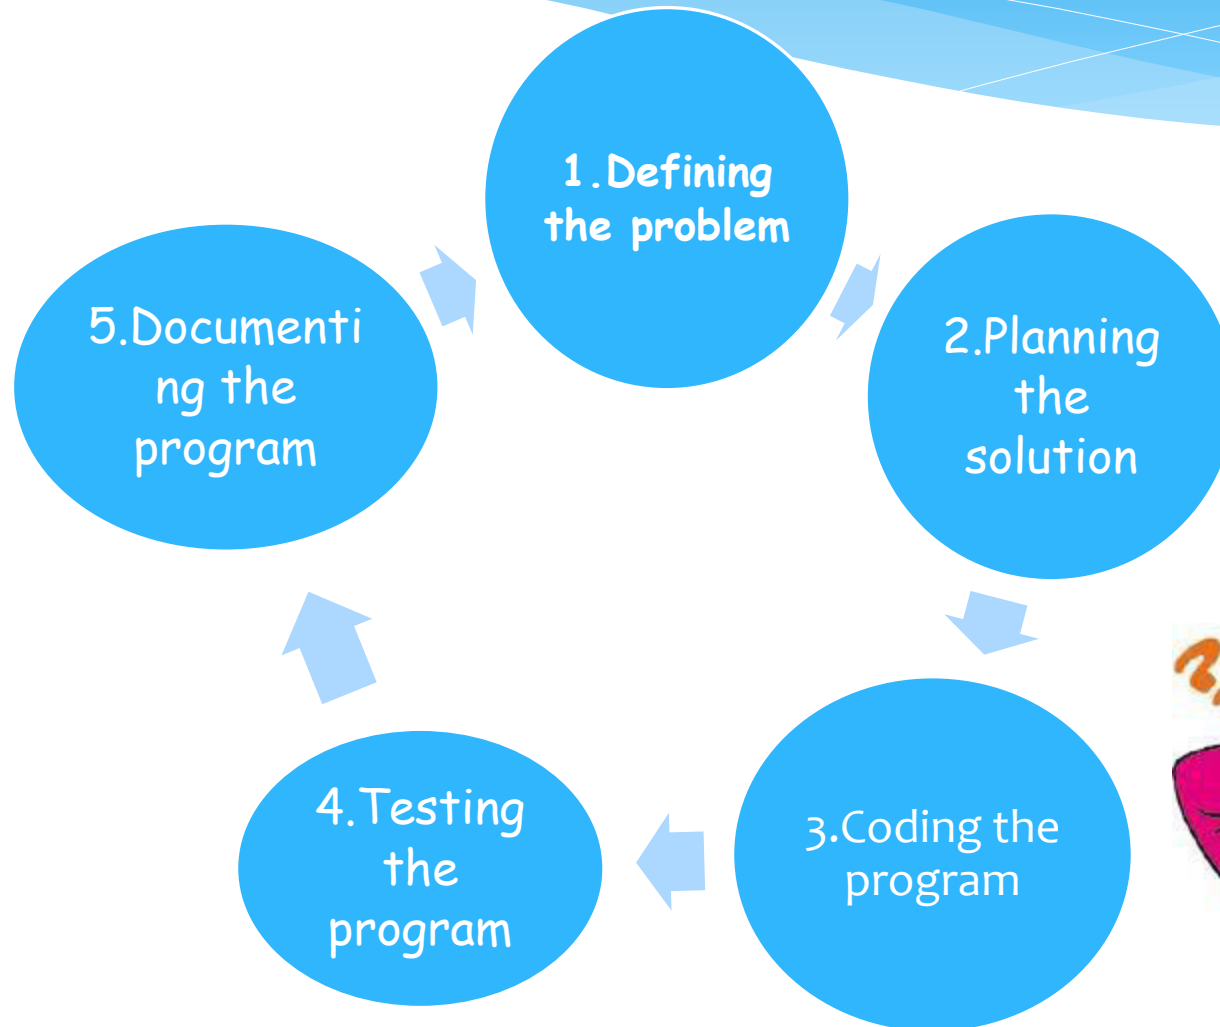 1.Defining
the problem
2.Planning
the
solution
3.Coding the
program
4.Testing
the
program
5.Documenti
ng the
program